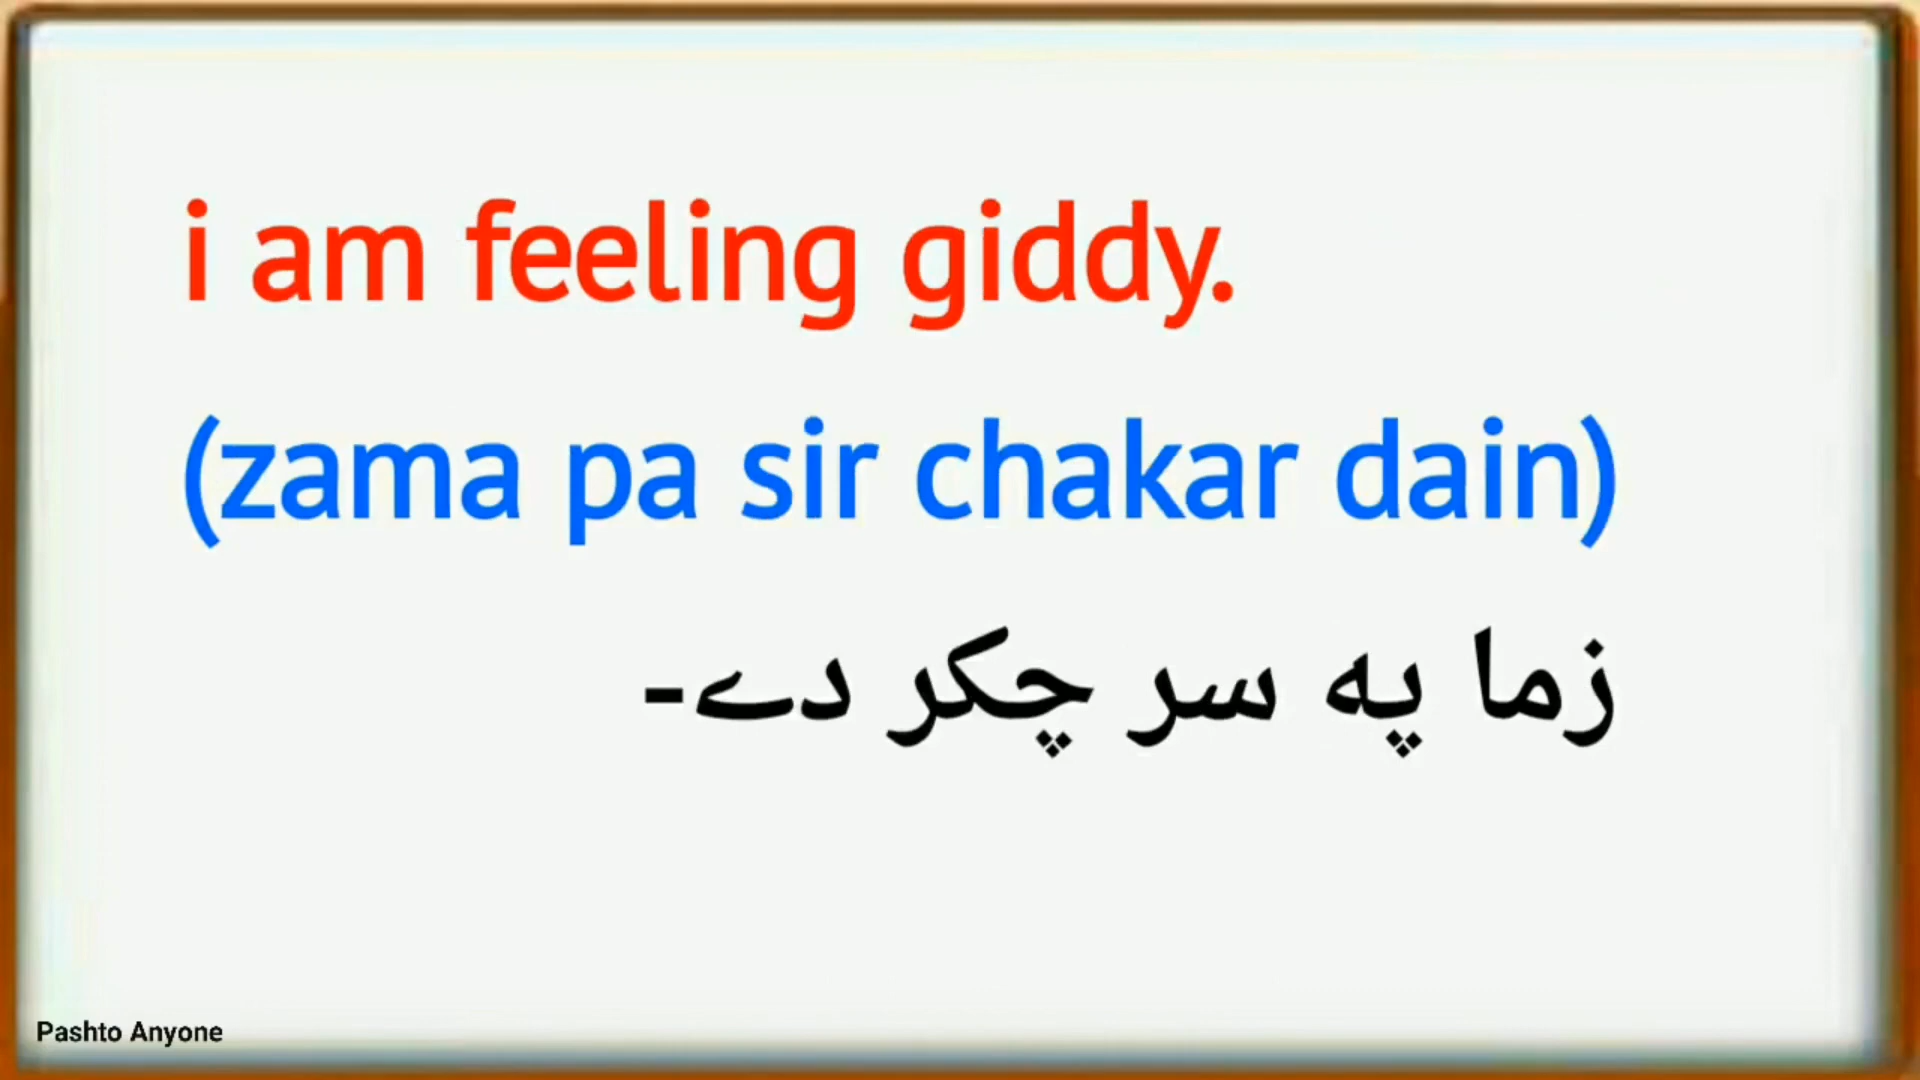 i am feeling giddy.
(zama pa sir chakar dain)
زما په سر چکر دے-
Pashto Anyone